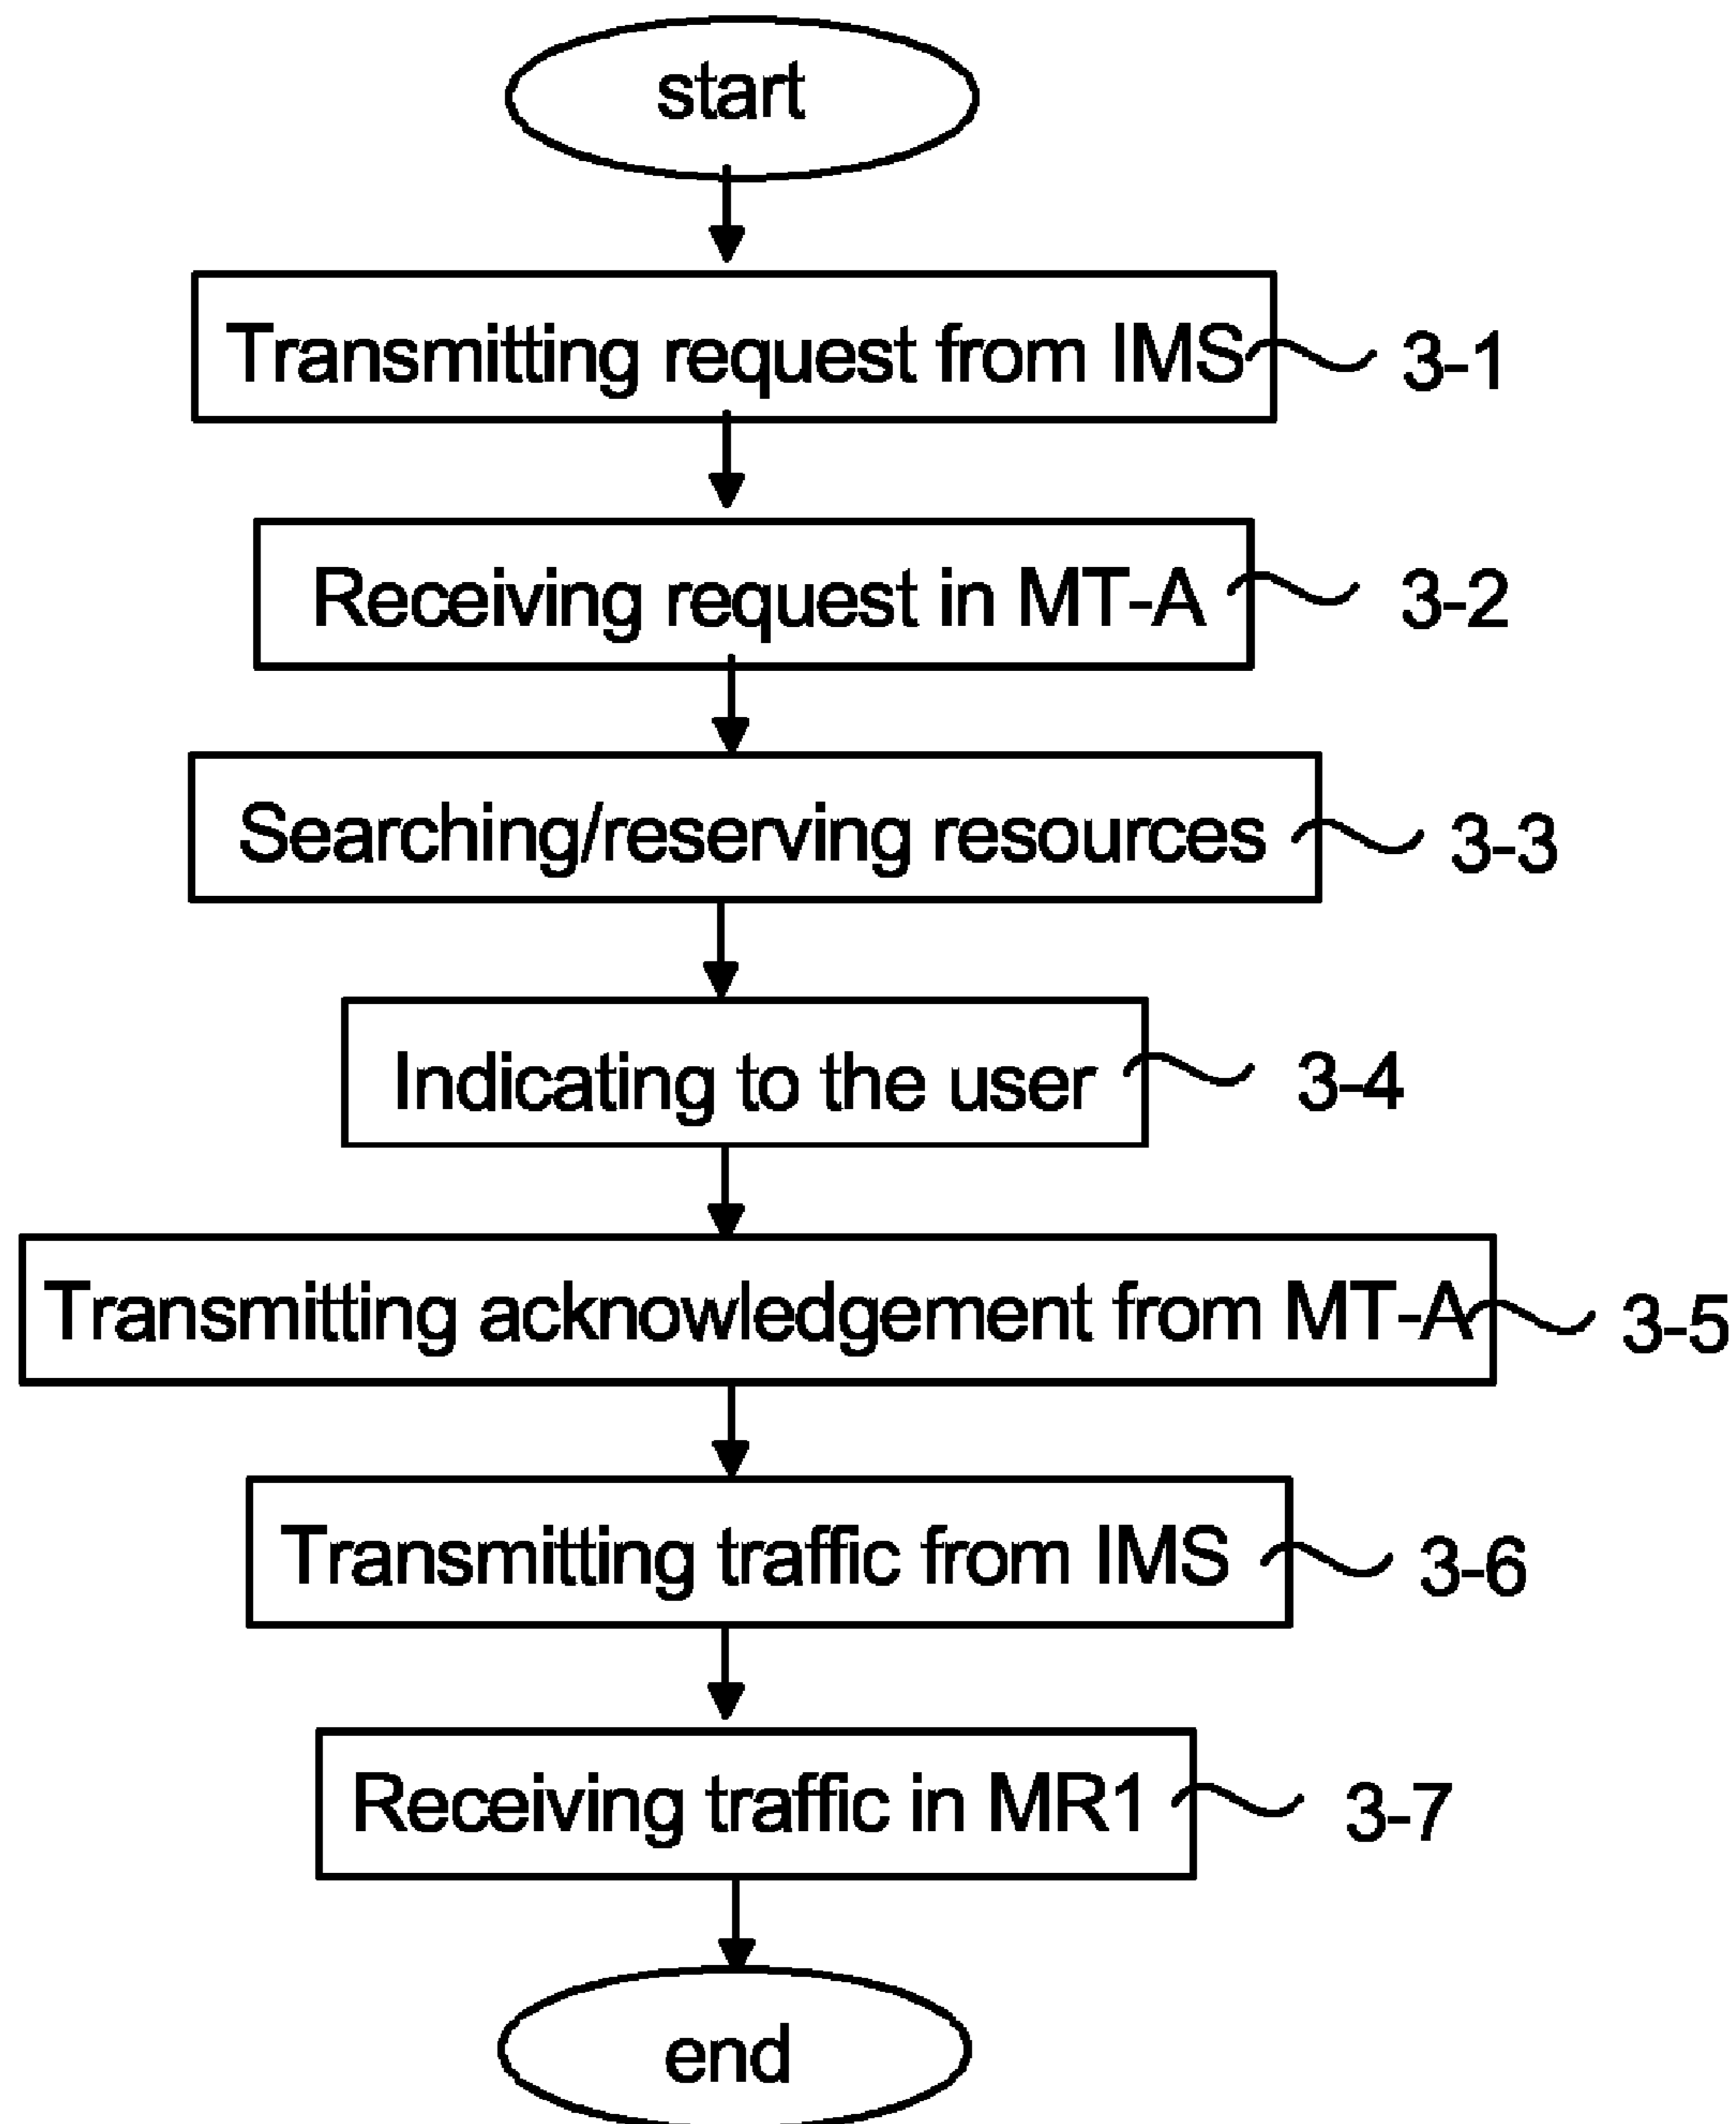 start
Transmitting request from IMS 3-1
Receiving request in MT-A 3-2
Searching/reserving resources 3-3
Indicating to the user 3-4
Transmitting acknowledgement from MT-A 3-5
Transmitting traffic from IMS 3-6
Receiving traffic in MR1 3-7
end